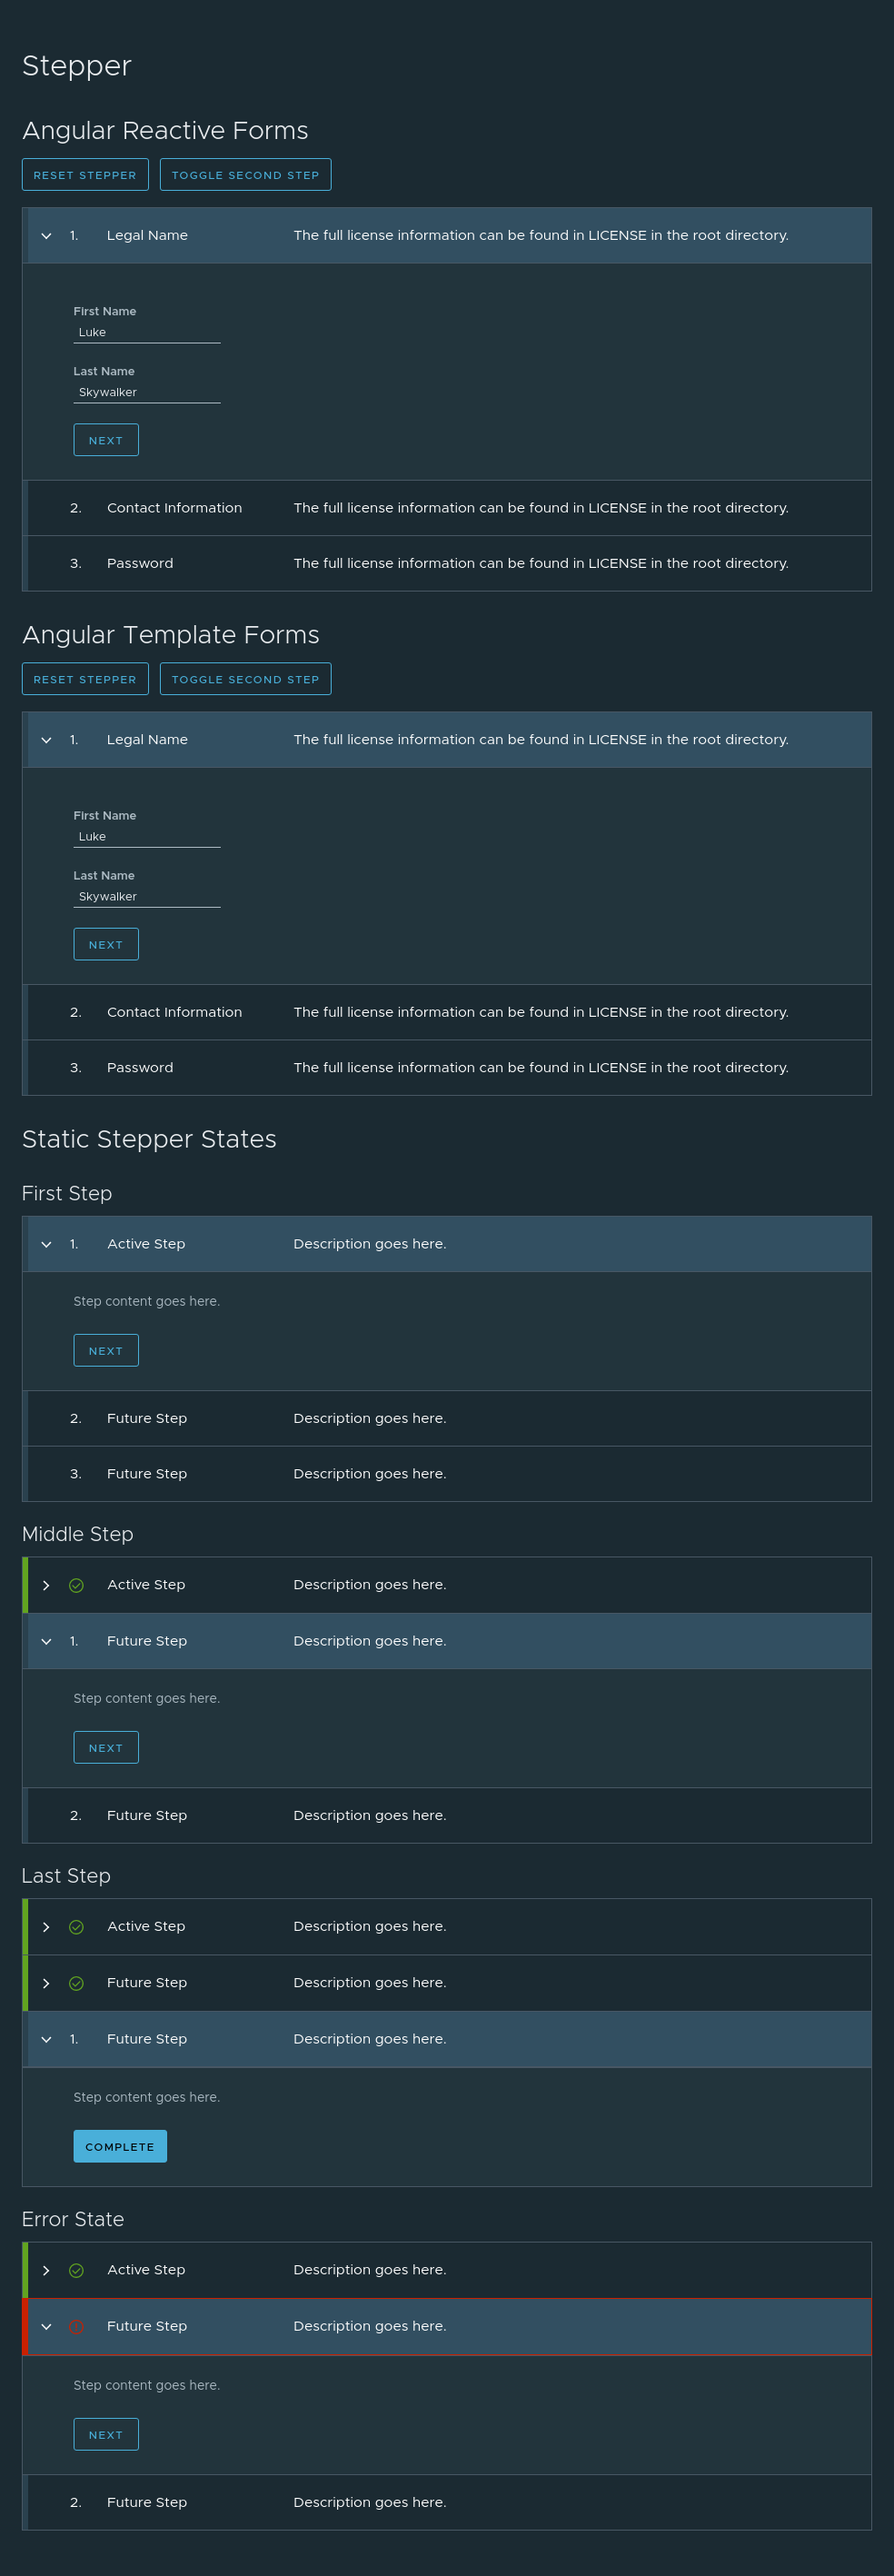 Stepper
Angular Reactive Forms
RESET STEPPER TOGGLE SECOND STEP
1. Legal Name The full license information can be found in LICENSE in the root directory.
First Name
Luke
Last Name
Skywalker
NEXT
2. Contact Information The full license information can be found in LICENSE in the root directory.
3. Password The full license information can be found in LICENSE in the root directory.
Angular Template Forms
RESET STEPPER TOGGLE SECOND STEP
1. Legal Name The full license information can be found in LICENSE in the root directory.
First Name
Luke
Last Name
Skywalker
NEXT
2. Contact Information The full license information can be found in LICENSE in the root directory.
3. Password The full license information can be found in LICENSE in the root directory.
Static Stepper States
First Step
1. Active Step Description goes here.
Step content goes here.
NEXT
2. Future Step Description goes here.
3. Future Step Description goes here.
Middle Step
Active Step Description goes here.
1. Future Step Description goes here.
Step content goes here.
NEXT
2. Future Step Description goes here.
Last Step
Active Step Description goes here.
Future Step Description goes here.
1. Future Step Description goes here.
Step content goes here.
COMPLETE
Error State
Active Step Description goes here.
Future Step Description goes here.
Step content goes here.
NEXT
2. Future Step Description goes here.